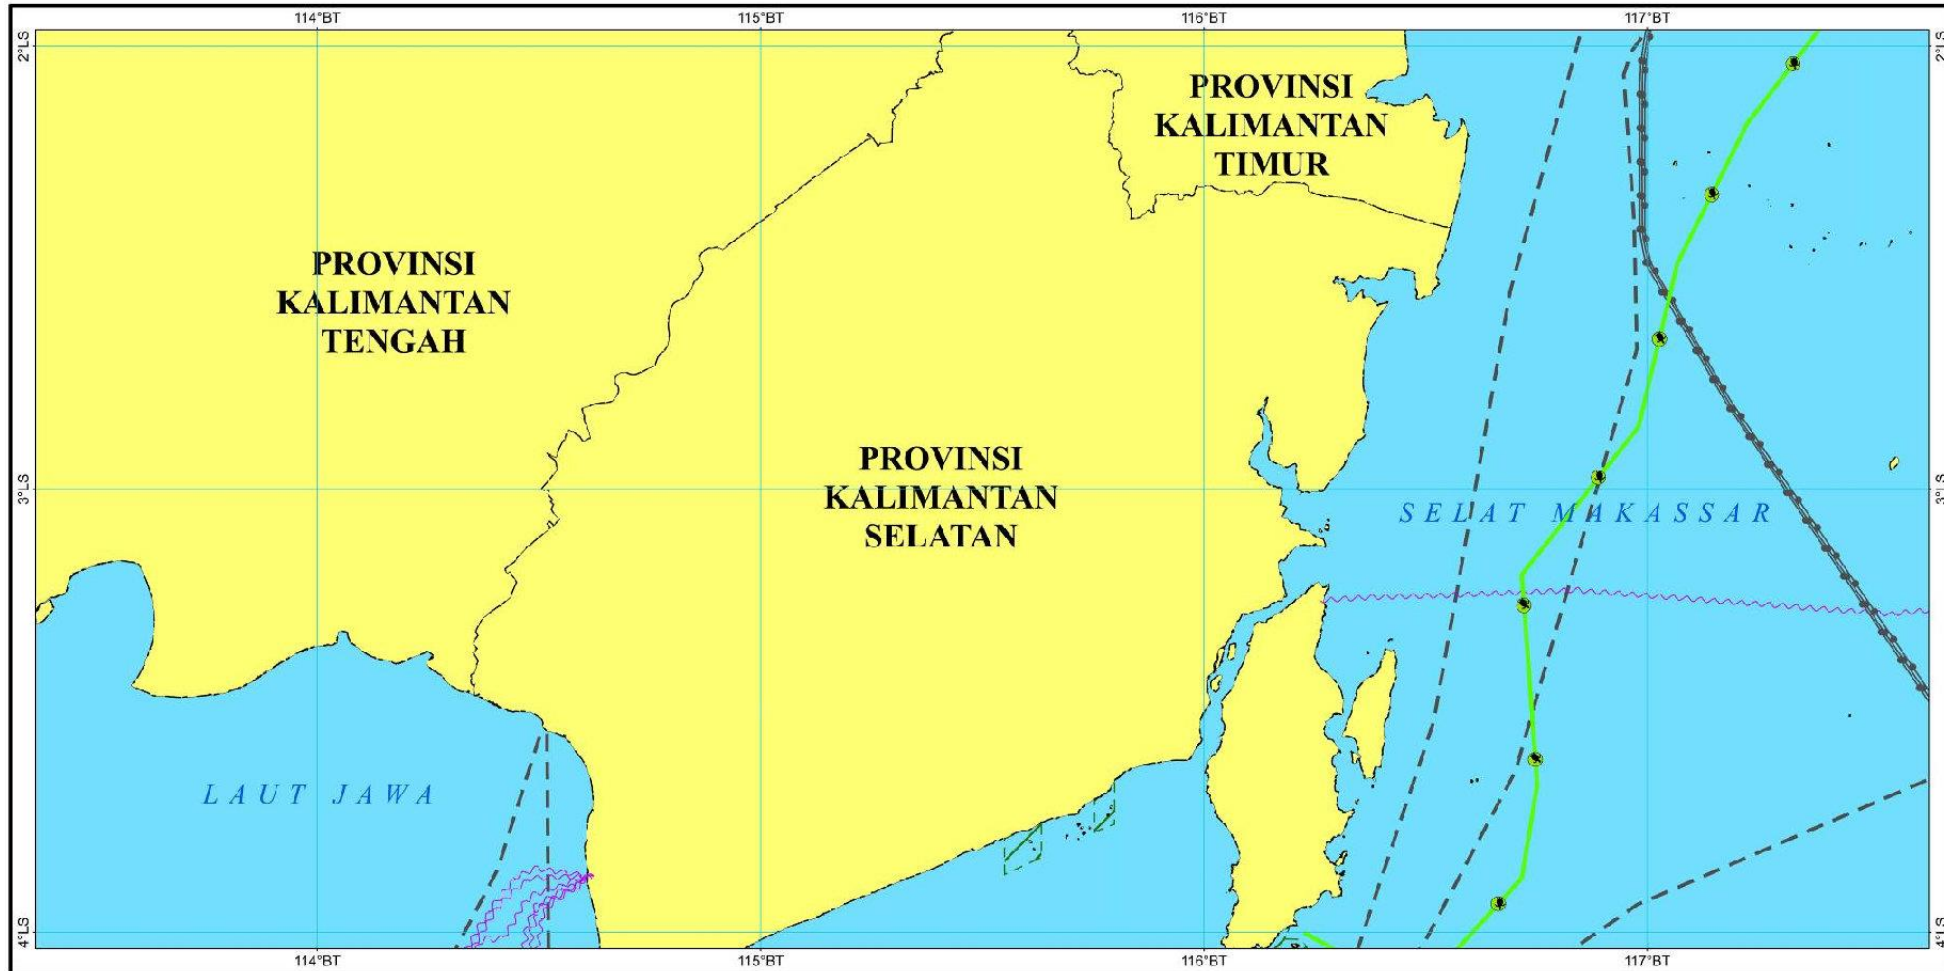 114°BT
115°BT
116°BT
117°BT
2°LS
2°LS
PROVINSI
KALIMANTAN
TIMUR
PROVINSI
KALIMANTAN
TENGAH
PROVINSI
KALIMANTAN
SELATAN
3°LS
3°LS
SELAT MAKASSAR
LAUT JAWA
4°LS
4°LS
114°BT
115°BT
116°BT
117°BT